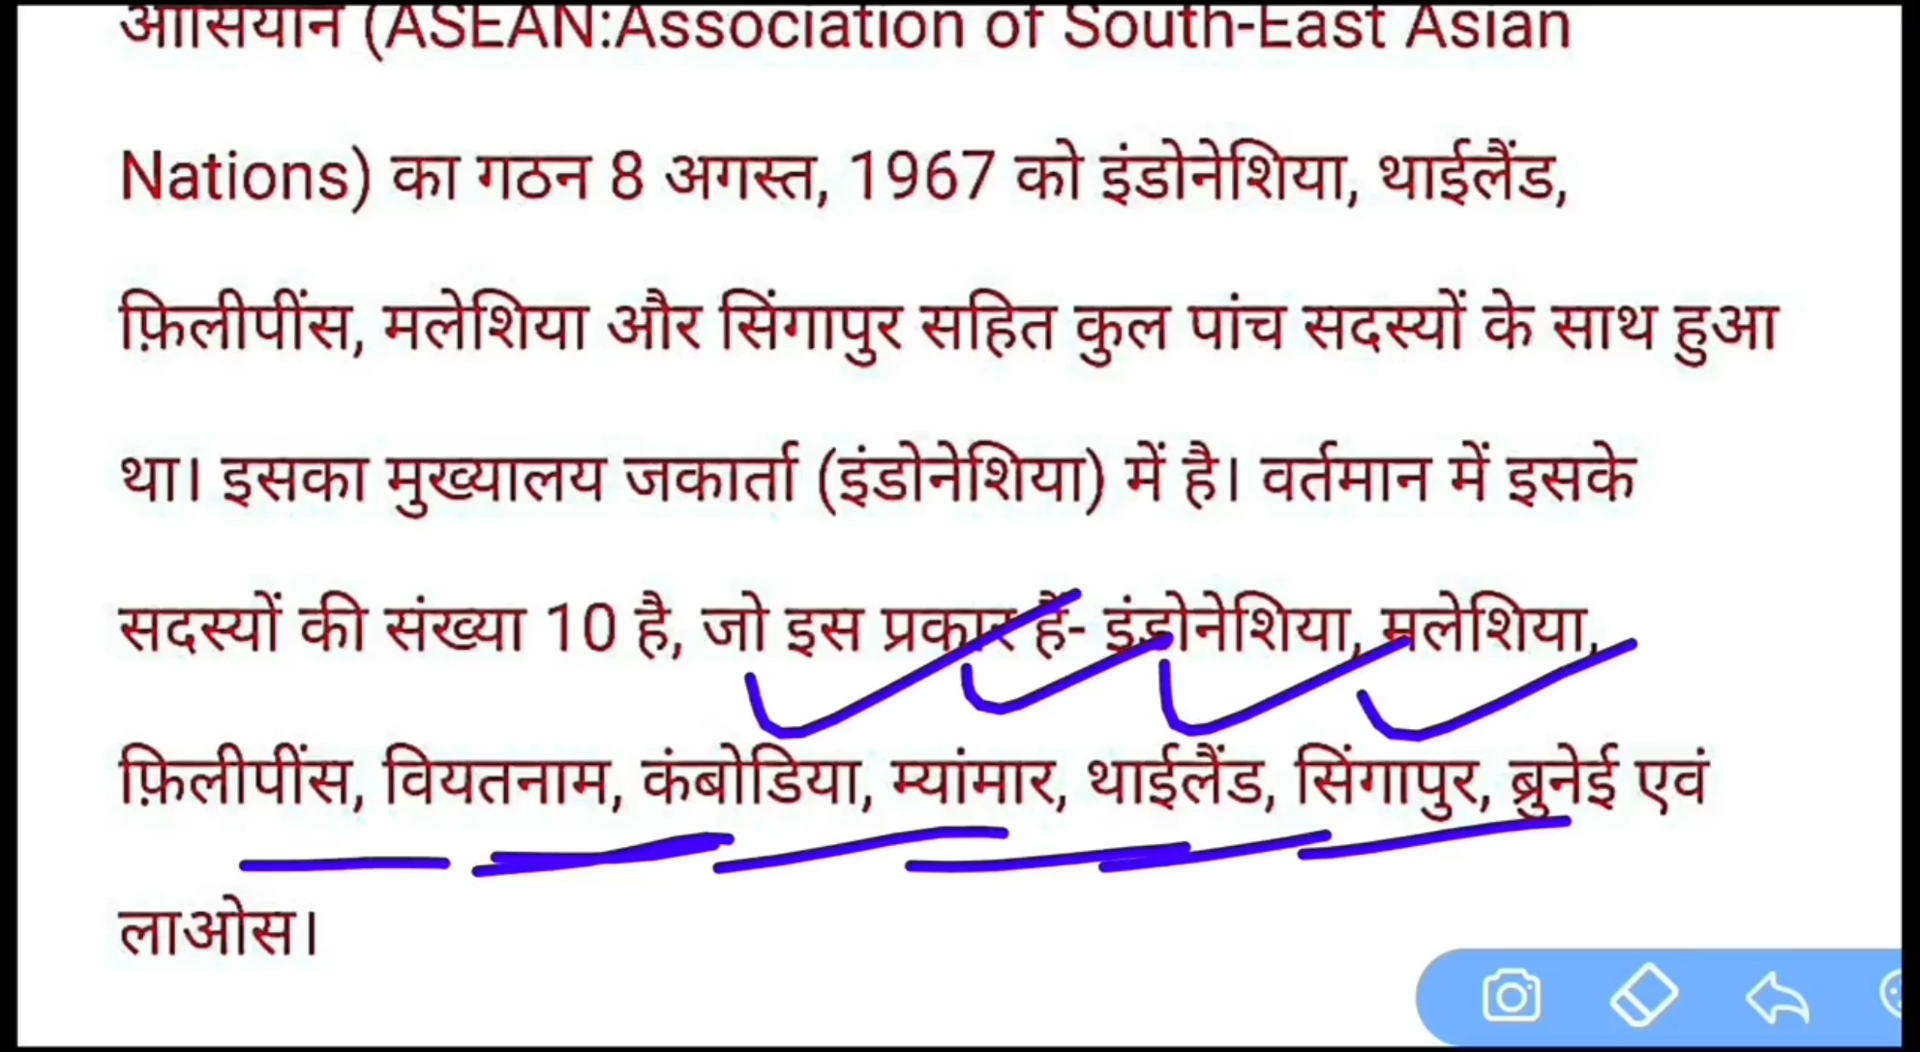 आसियान (ASEAN:Association of South-East Asian
Nations) का गठन 8 अगस्त, 1967 को इंडोनेशिया, थाईलैंड,
फ़िलीपींस, मलेशिया और सिंगापुर सहित कुल पांच सदस्यों के साथ हुआ
था। इसका मुख्यालय जकार्ता (इंडोनेशिया) में है। वर्तमान में इसके
सदस्यों की संख्या 10 है, जो इस प्रकार हैं- इंडोनेशिया, मलेशिया,
फ़िलीपींस, वियतनाम, कंबोडिया, म्यांमार, थाईलैंड, सिंगापुर, ब्रुनेई एवं
लाओस।